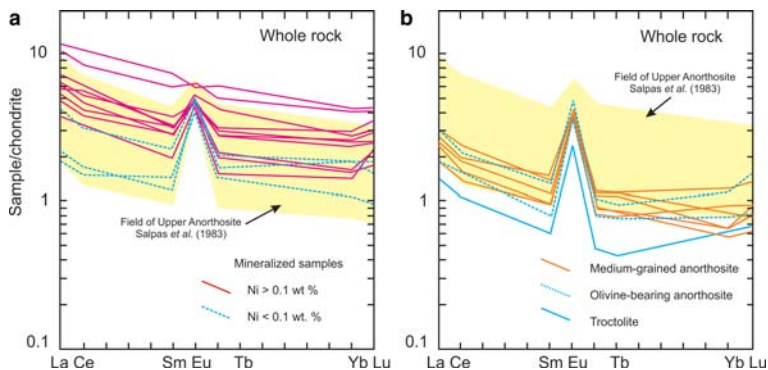 a
Whole rock
10
1
0.1
Sample/chondrite
Field of Upper Anorthosite
Salpas et al. (1983)
Mineralized samples
Ni > 0.1 wt %
Ni < 0.1 wt. %
La Ce Sm Eu Tb Yb Lu
b
Whole rock
10
1
0.1
Field of Upper Anorthosite
Salpas et al. (1983)
Medium-grained anorthosite
Olivine-bearing anorthosite
Troctolite
La Ce Sm Eu Tb Yb Lu